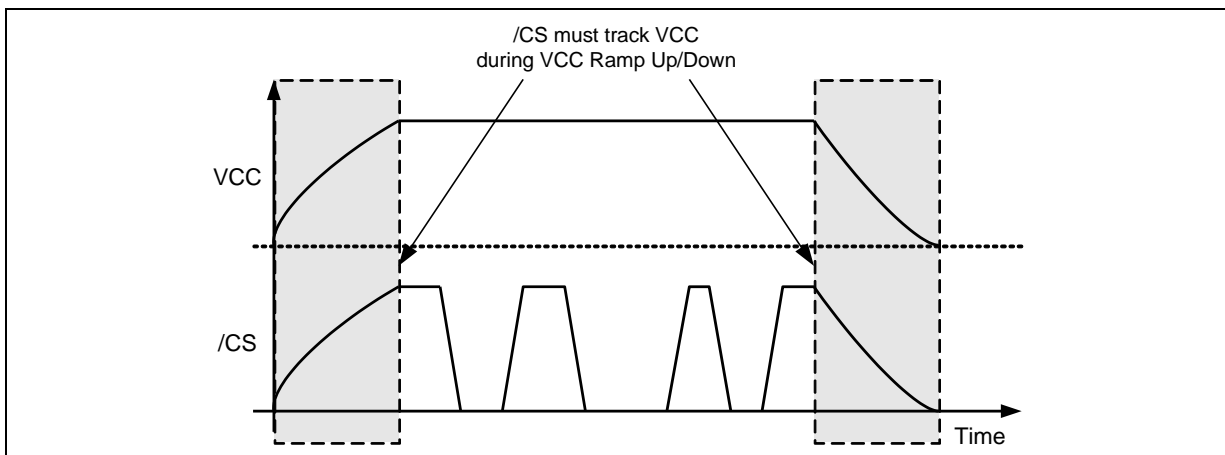 /CS must track VCC
during VCC Ramp Up/Down
VCC
/CS
Time